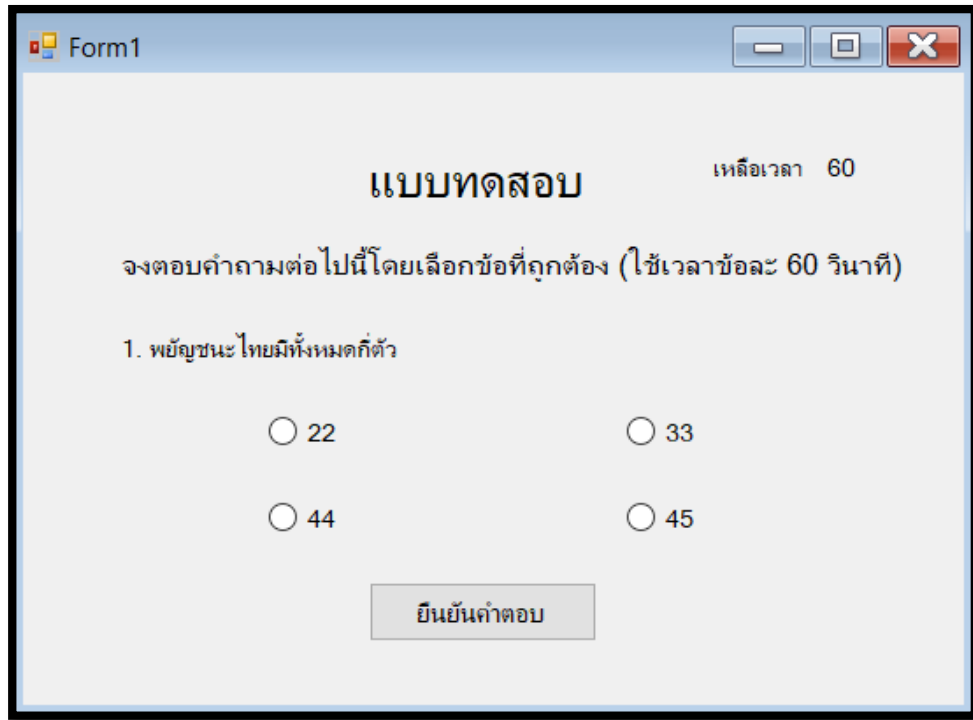 Form1
แบบทดสอบ
เหลือเวลา 60
จงตอบคำถามต่อไปนี้โดยเลือกข้อที่ถูกต้อง (ใช้เวลาข้อละ 60 วินาที)
1. พยัญชนะไทยมีทั้งหมดกี่ตัว
22 33
44 45
ยืนยันคำตอบ